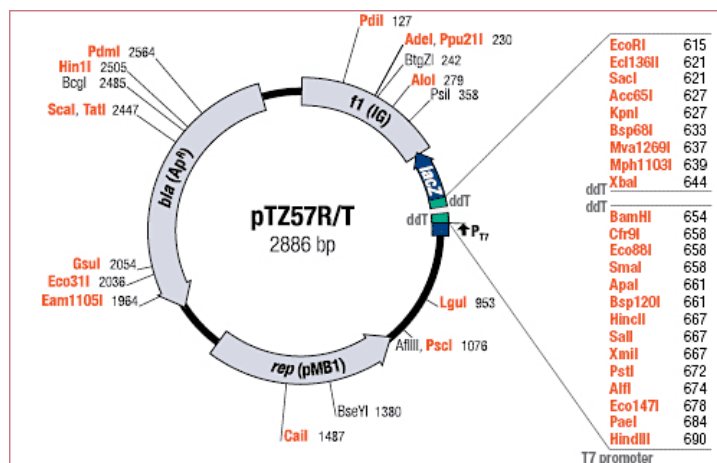 PdiI 127
AdeI, Ppu21I 230
BtgZI 242
AloI 279
PsiI 358
PdmI 2564
Hin1I 2505
BcgI 2485
ScaI, TatI 2447
f1 (IG)
bla (Apᴿ)
lacZ
ddT
ddT
P T7
pTZ57R/T
2886 bp
GsuI 2054
Eco31I 2036
Eam1105I 1964
LguI 953
AflIII, PscI 1076
rep (pMB1)
BseYI 1380
CaiI 1487
EcoRI 615
Ecl136II 621
SacI 621
Acc65I 627
KpnI 627
Bsp68I 633
Mva1269I 637
Mph1103I 639
XbaI 644
ddT
ddT
BamHI 654
Cfr9I 658
Eco88I 658
SmaI 658
ApaI 661
Bsp120I 661
HincII 667
SalI 667
XmiI 667
PstI 672
AlfI 674
Eco147I 678
PaeI 684
HindIII 690
T7 promoter